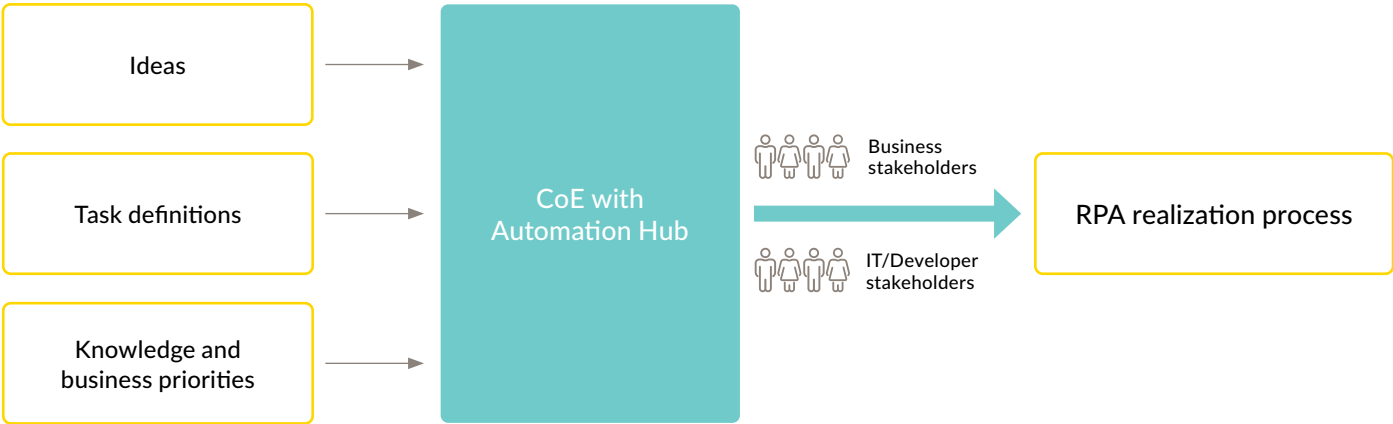 Ideas
Task definitions
Knowledge and
business priorities
CoE with
Automation Hub
Business
stakeholders
IT/Developer
stakeholders
RPA realization process